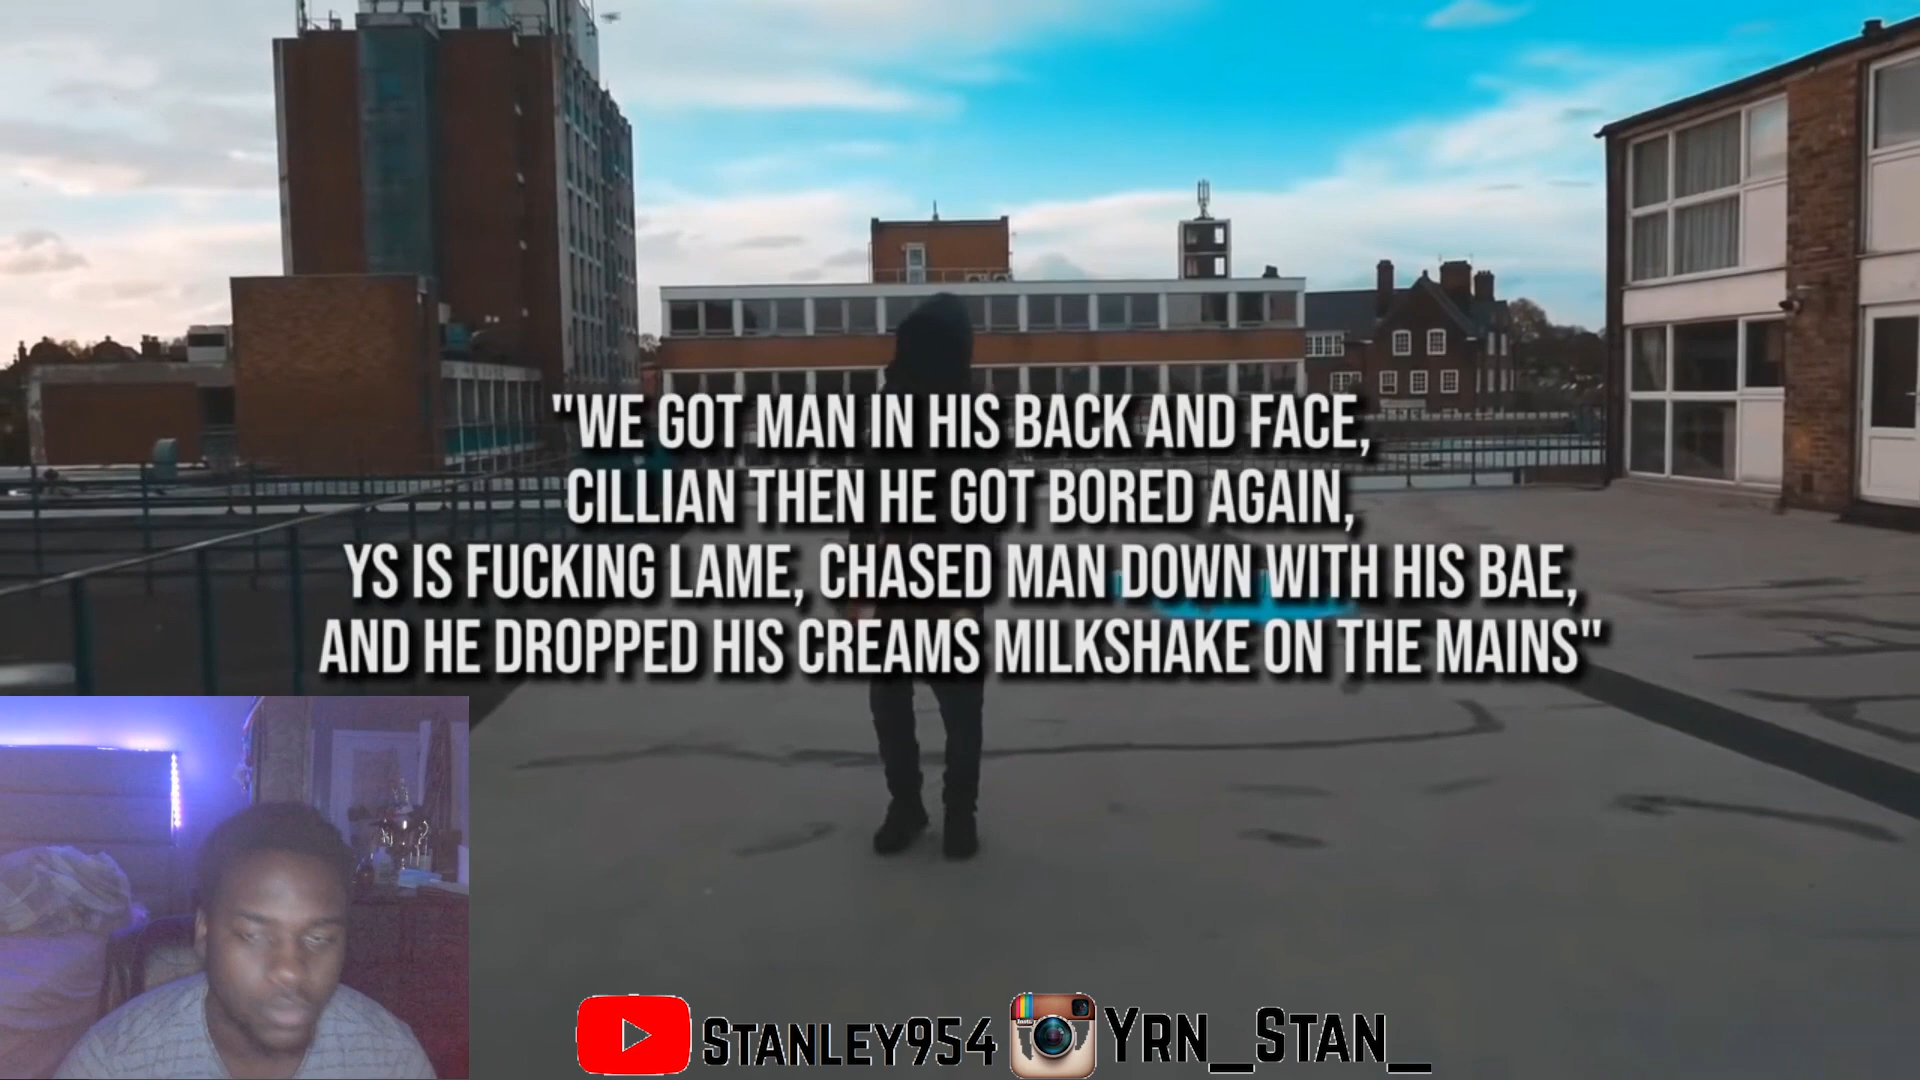 "WE GOT MAN IN HIS BACK AND FACE,
CILLIAN THEN HE GOT BORED AGAIN,
YS IS FUCKING LAME, CHASED MAN DOWN WITH HIS BAE,
AND HE DROPPED HIS CREAMS MILKSHAKE ON THE MAINS"
STANLEY954
YRN_STAN_